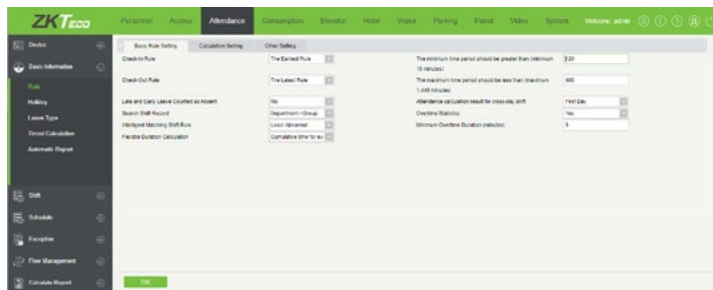 ZKTeco
Personnel Access Attendance Consumption Elevator Hotel Visitor Parking Patrol Video System Welcome, admin
Device
Basic Information
Rule
Holiday
Leave Type
Timed Calculation
Automatic Report
Shift
Schedule
Exception
Flow Management
Calculate Report
Basic Rule Setting Calculation Setting Other Setting
Check-In Rule The Earliest Rule The minimum time period should be greater than (minimum 120
10 minutes)
Check-Out Rule The Latest Rule The maximum time period should be less than (maximum
1,440 minutes)
Late and Early Leave Counted as Absent No Attendance calculation result for cross-day shift First Day
Search Shift Record Department->Group Overtime Statistics Yes
Intelligent Matching Shift Rule Least Abnormal Minimum Overtime Duration (minutes)
Flexible Duration Calculation Cumulative time for ex
OK